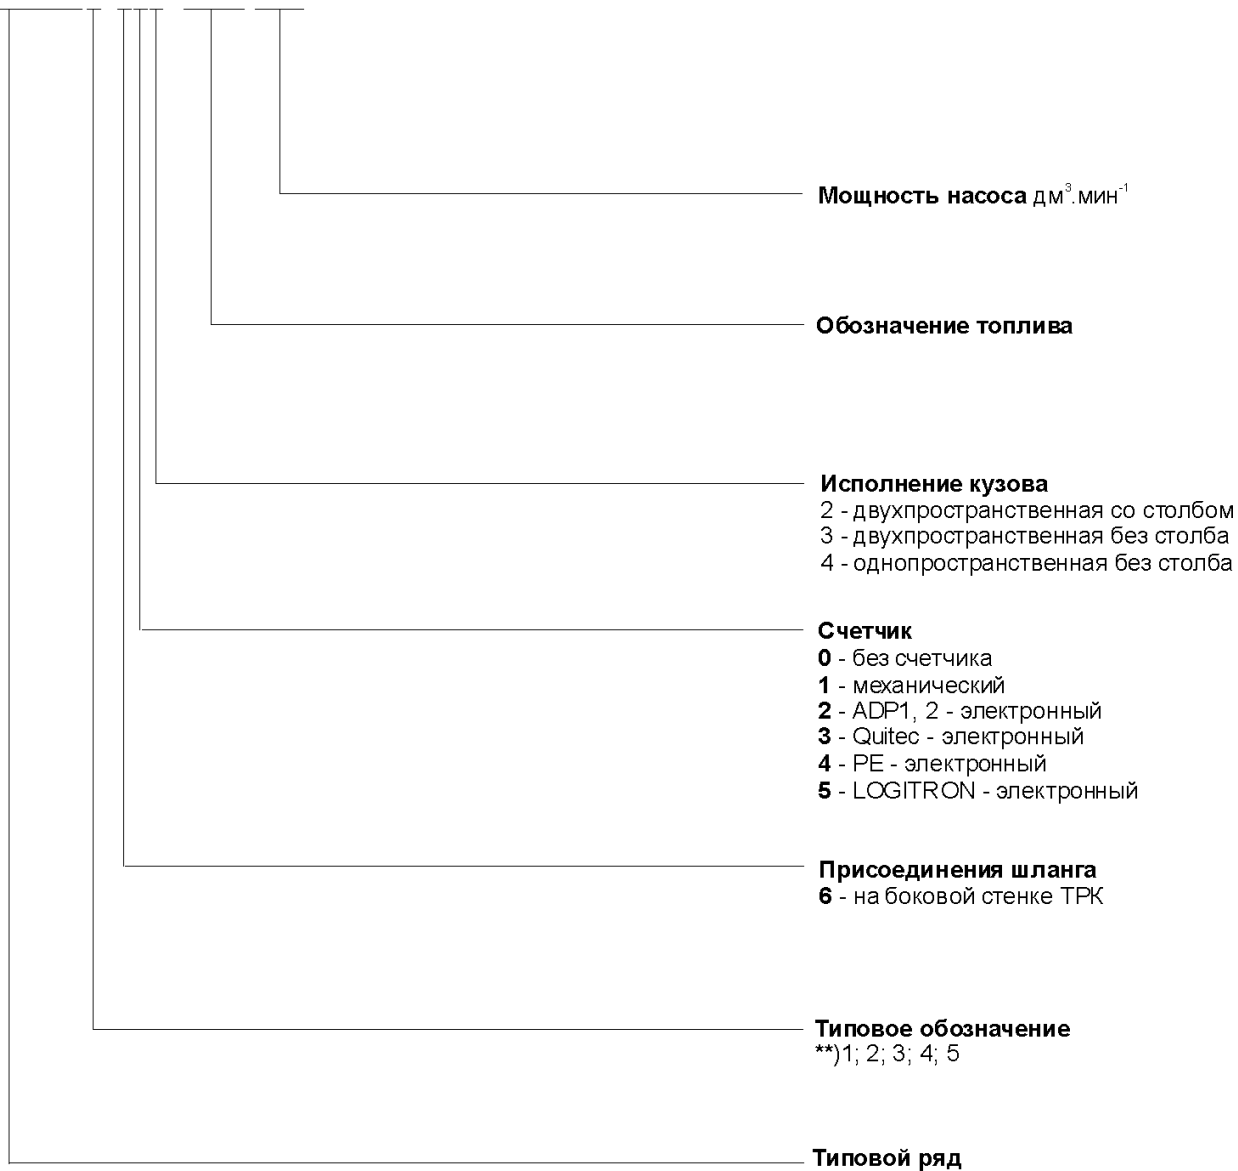 Мощность насоса дм³.мин⁻¹
Обозначение топлива
Исполнение кузова
2 - двухпространственная со столбом
3 - двухпространственная без столба
4 - однопространственная без столба
Счетчик
0 - без счетчика
1 - механический
2 - ADP1, 2 - электронный
3 - Quitec - электронный
4 - PE - электронный
5 - LOGITRON - электронный
Присоединения шланга
6 - на боковой стенке ТРК
Типовое обозначение
**)1; 2; 3; 4; 5
Типовой ряд